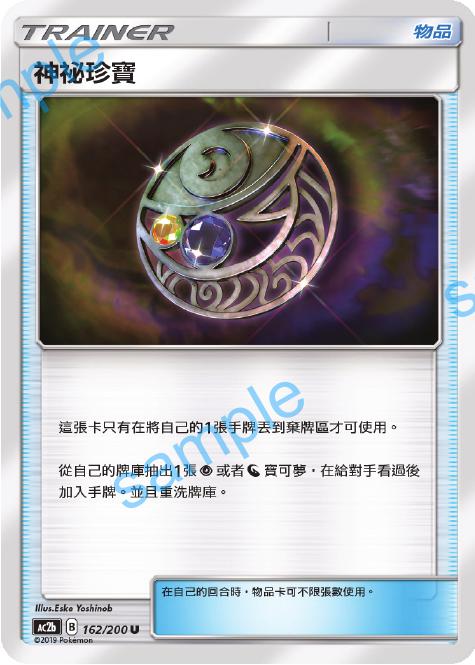 TRAINER
物品
神祕珍寶
sample
這張卡只有在將自己的1張手牌丟到棄牌區才可使用。
從自己的牌庫抽出1張 或者 寶可夢,在給對手看過後
加入手牌。並且重洗牌庫。
sample
在自己的回合時,物品卡可不限張數使用。
Illus.Eske Yoshinob
AC2b B 162/200 U
©2019 Pokémon